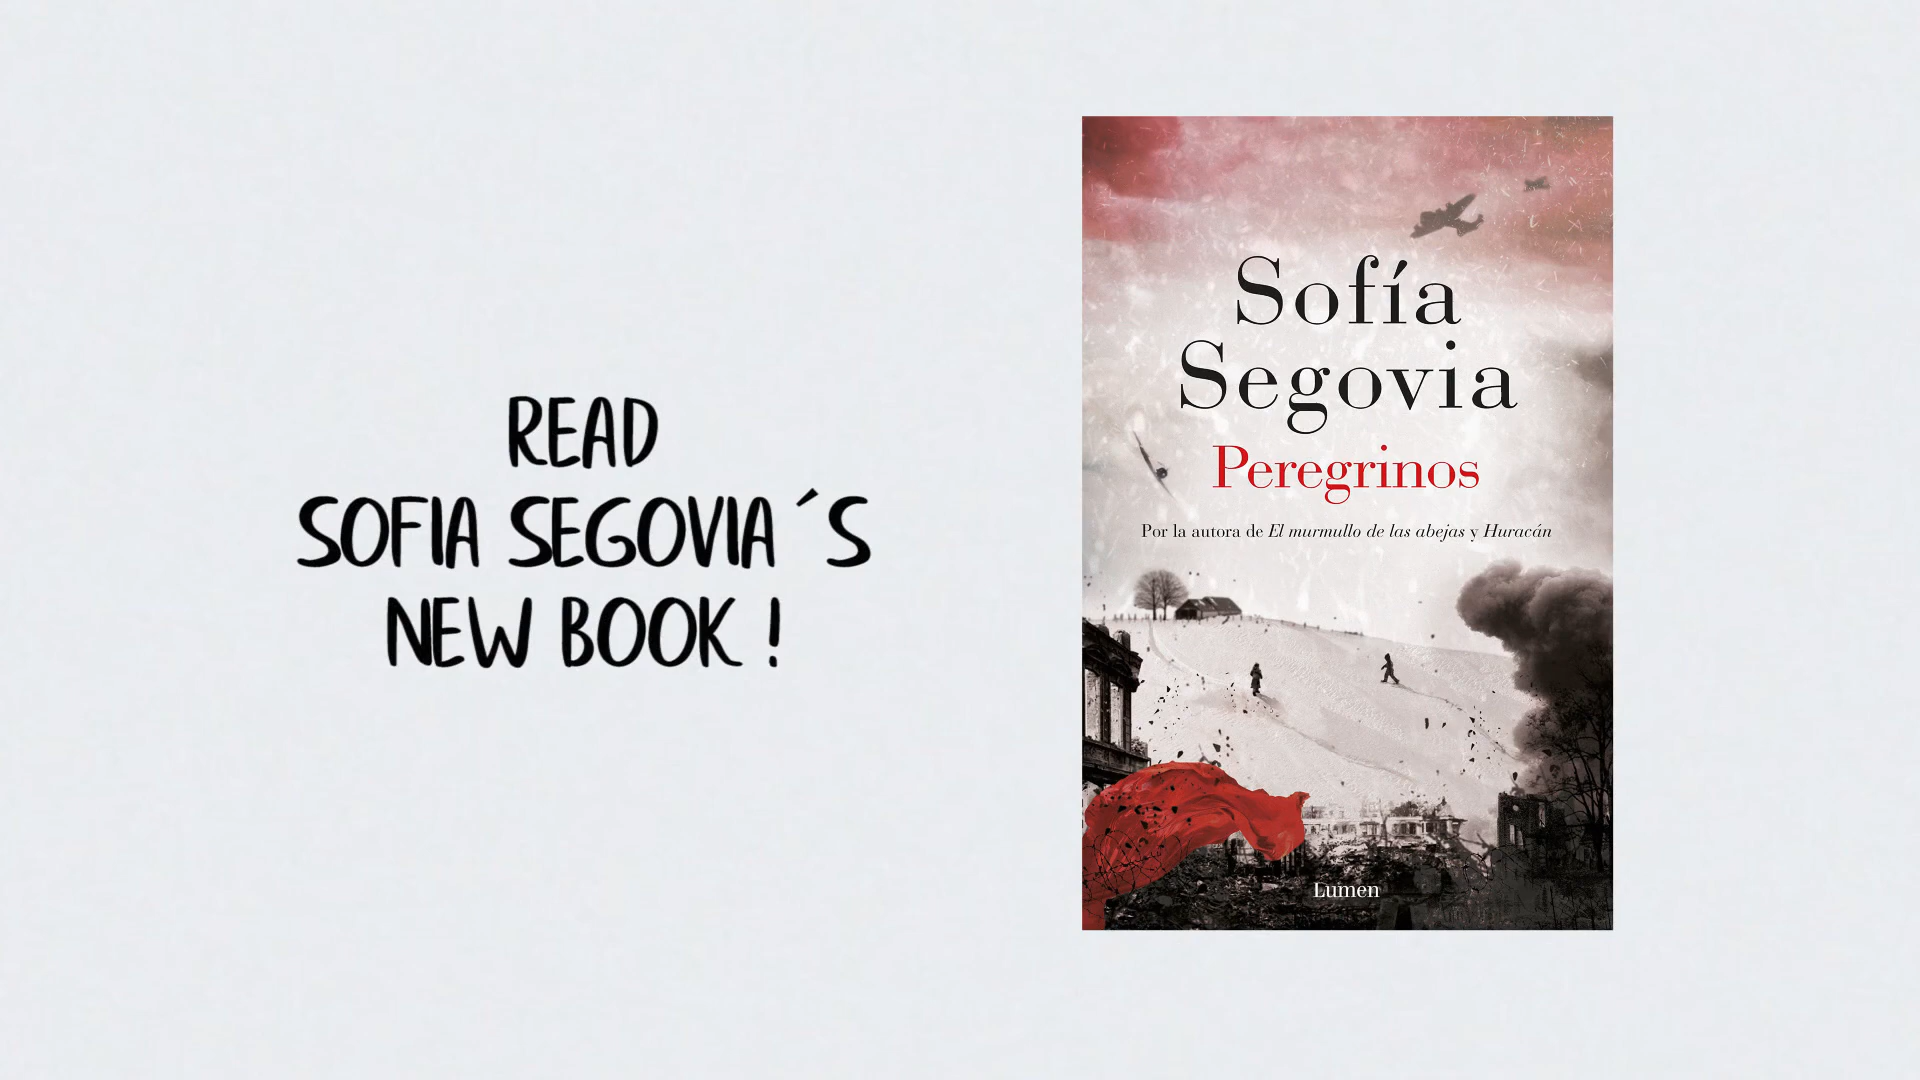 READ
SOFIA SEGOVIA´S
NEW BOOK !
Sofía
Segovia
Peregrinos
Por la autora de El murmullo de las abejas y Huracán
Lumen